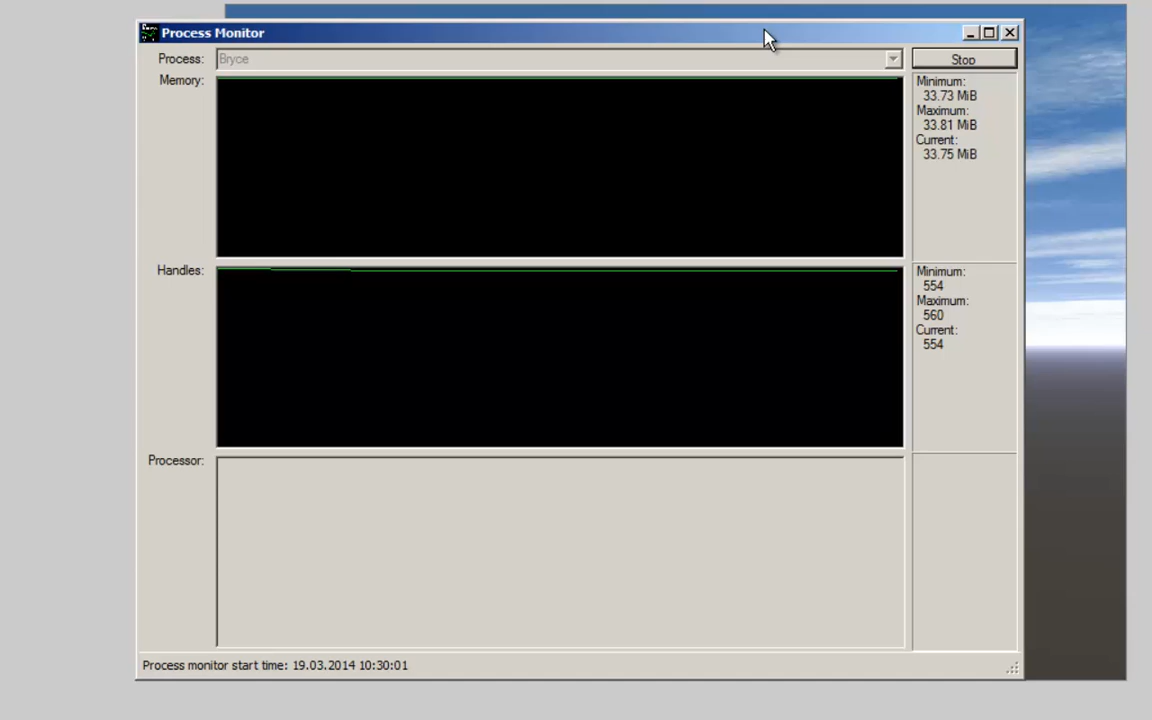 Process Monitor
Process: Bryce Stop
Memory:
Minimum:
33.73 MiB
Maximum:
33.81 MiB
Current:
33.75 MiB
Handles:
Minimum:
554
Maximum:
560
Current:
554
Processor:
Process monitor start time: 19.03.2014 10:30:01